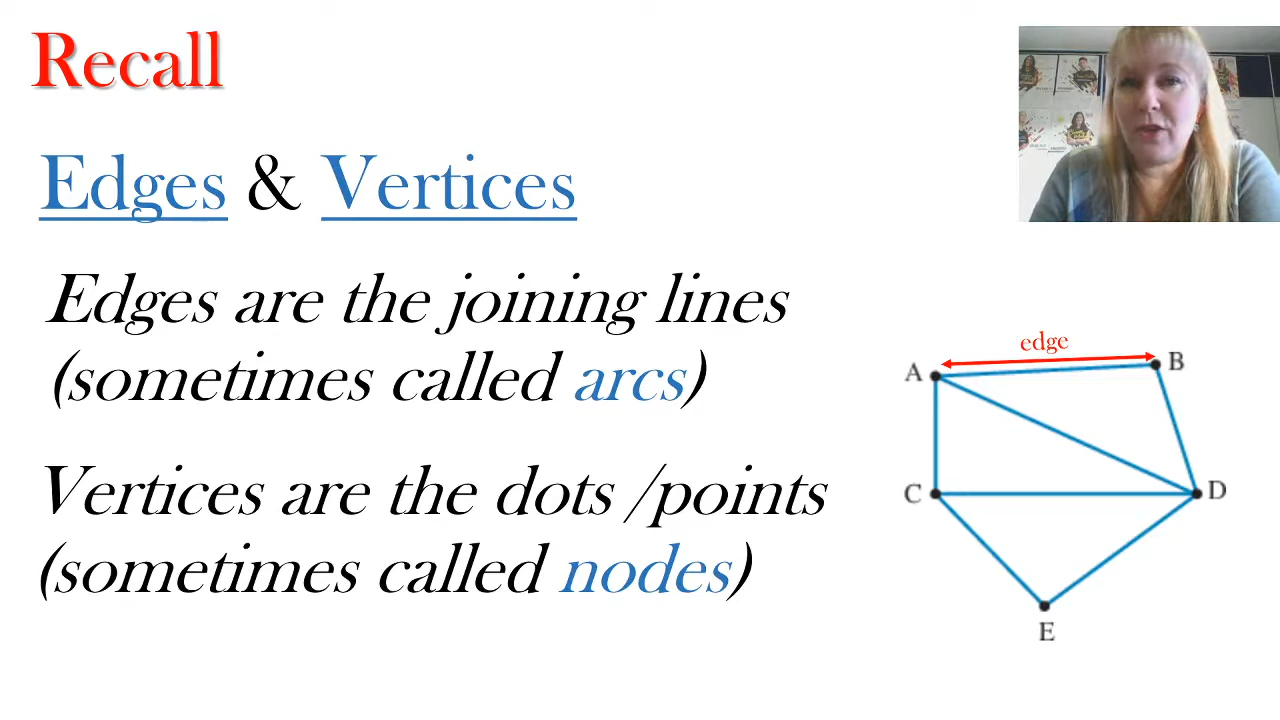 Recall
Edges & Vertices
Edges are the joining lines
(sometimes called arcs)
Vertices are the dots /points
(sometimes called nodes)
edge
A
B
C
D
E